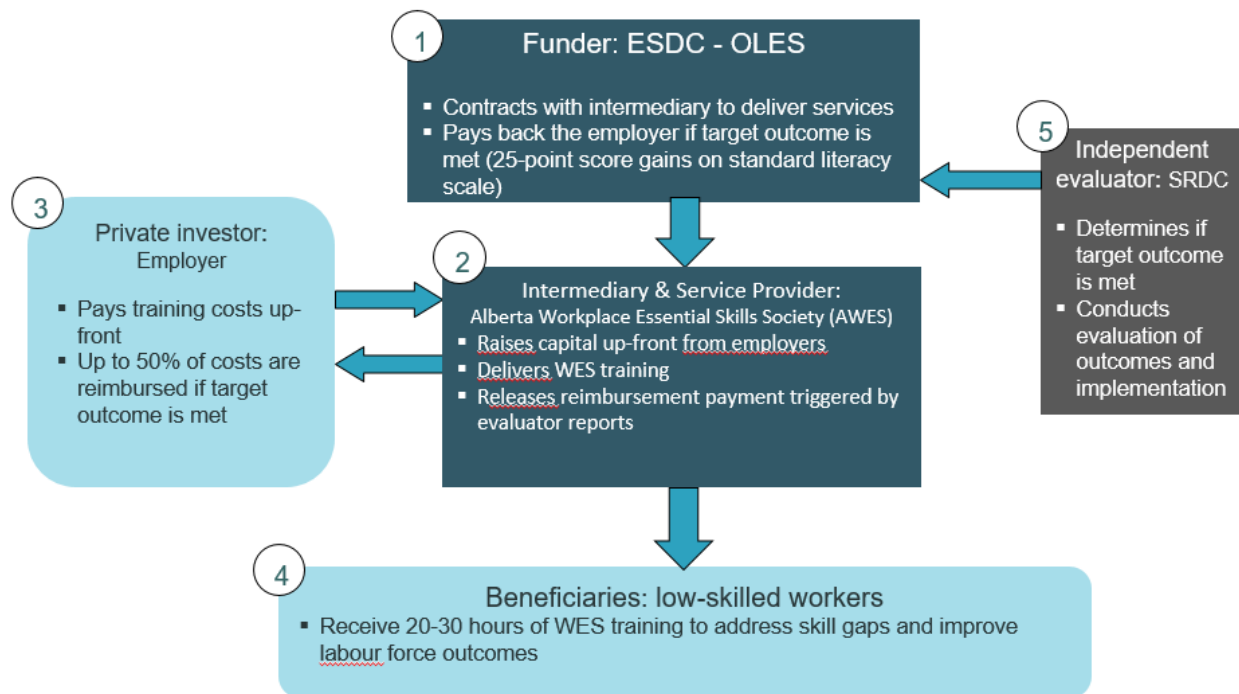 1
Funder: ESDC - OLES
▪ Contracts with intermediary to deliver services
▪ Pays back the employer if target outcome is
met (25-point score gains on standard literacy
scale)
2
Intermediary & Service Provider:
Alberta Workplace Essential Skills Society (AWES)
▪ Raises capital up-front from employers
▪ Delivers WES training
▪ Releases reimbursement payment triggered by
evaluator reports
3
Private investor:
Employer
▪ Pays training costs up-
front
▪ Up to 50% of costs are
reimbursed if target
outcome is met
4
Beneficiaries: low-skilled workers
▪ Receive 20-30 hours of WES training to address skill gaps and improve
labour force outcomes
5
Independent
evaluator: SRDC
▪ Determines if
target outcome
is met
▪ Conducts
evaluation of
outcomes and
implementation